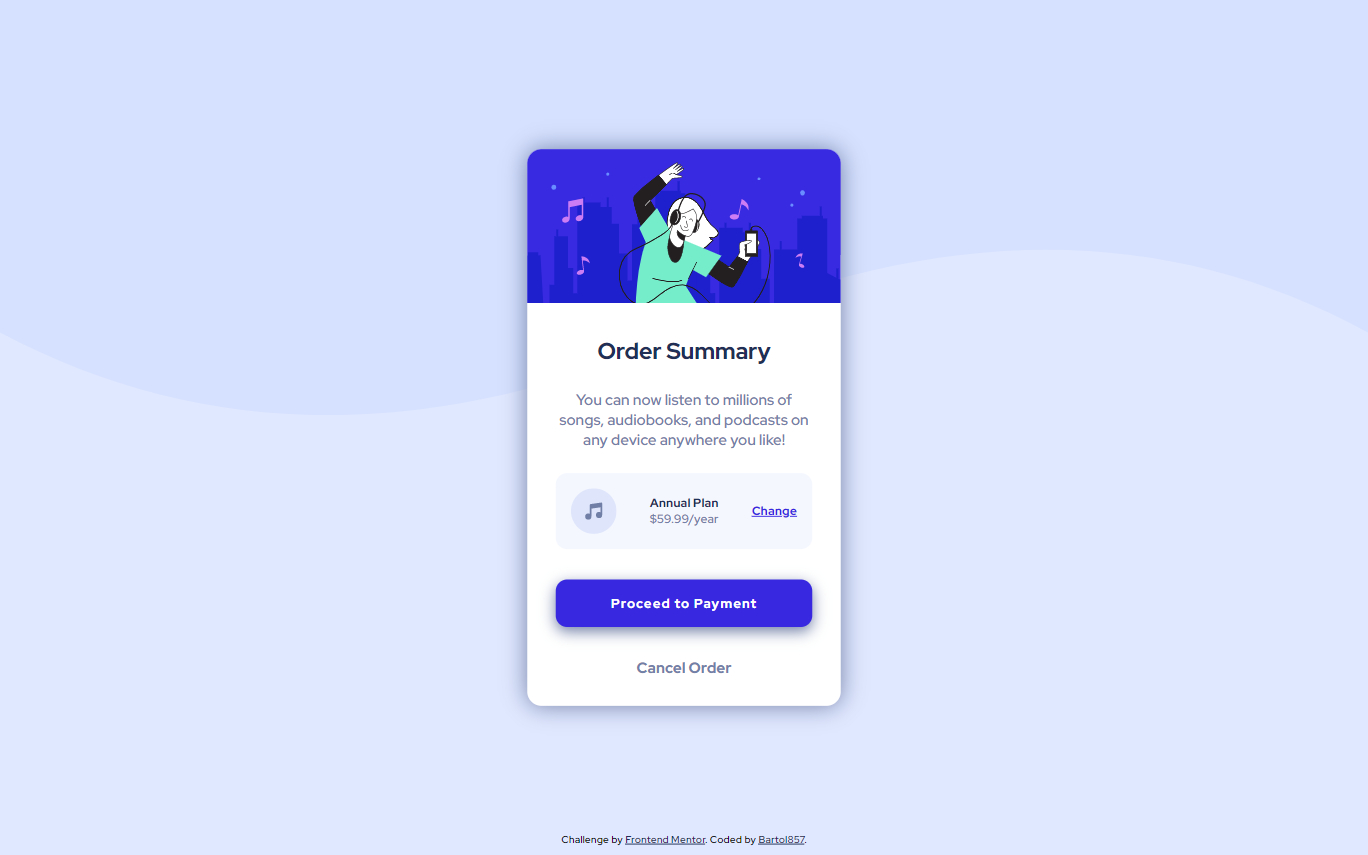 Order Summary
You can now listen to millions of
songs, audiobooks, and podcasts on
any device anywhere you like!
Annual Plan
$59.99/year
Change
Proceed to Payment
Cancel Order
Challenge by Frontend Mentor. Coded by Bartol857.